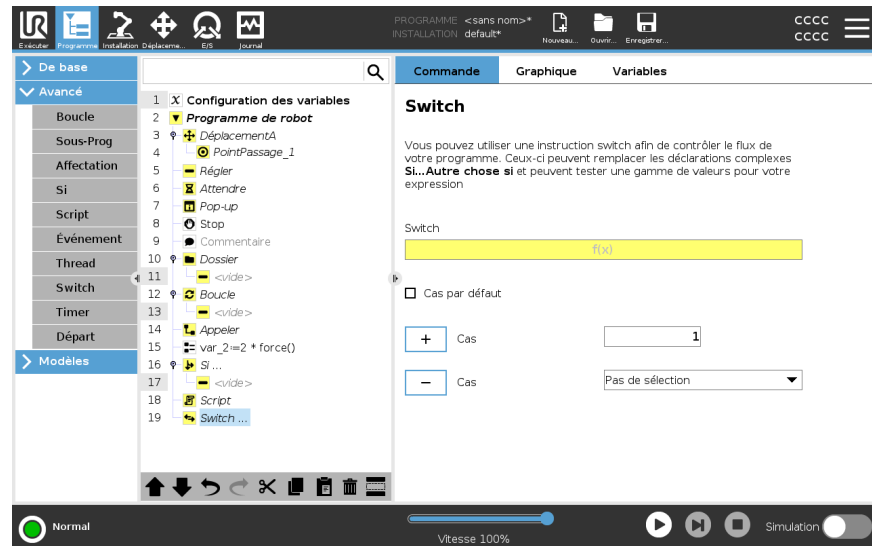 PROGRAMME <sans nom>*
INSTALLATION default*
CCCC
CCCC
Exécuter
Programme
Installation
Déplaceme...
E/S
Journal
Nouveau...
Ouvrir...
Enregistrer...
De base
Avancé
Boucle
Sous-Prog
Affectation
Si
Script
Événement
Thread
Switch
Timer
Départ
Modèles
1 X Configuration des variables
2 Programme de robot
3 DéplacementA
4 PointPassage_1
5 Régler
6 Attendre
7 Pop-up
8 Stop
9 Commentaire
10 Dossier
11 <vide>
12 Boucle
13 <vide>
14 Appeler
15 var_2:=2 * force()
16 Si ...
17 <vide>
18 Script
19 Switch ...
Commande
Graphique
Variables
Switch
Vous pouvez utiliser une instruction switch afin de contrôler le flux de
votre programme. Ceux-ci peuvent remplacer les déclarations complexes
Si...Autre chose si et peuvent tester une gamme de valeurs pour votre
expression
Switch
f(x)
Cas par défaut
+ Cas 1
− Cas Pas de sélection
Normal
Vitesse 100%
Simulation